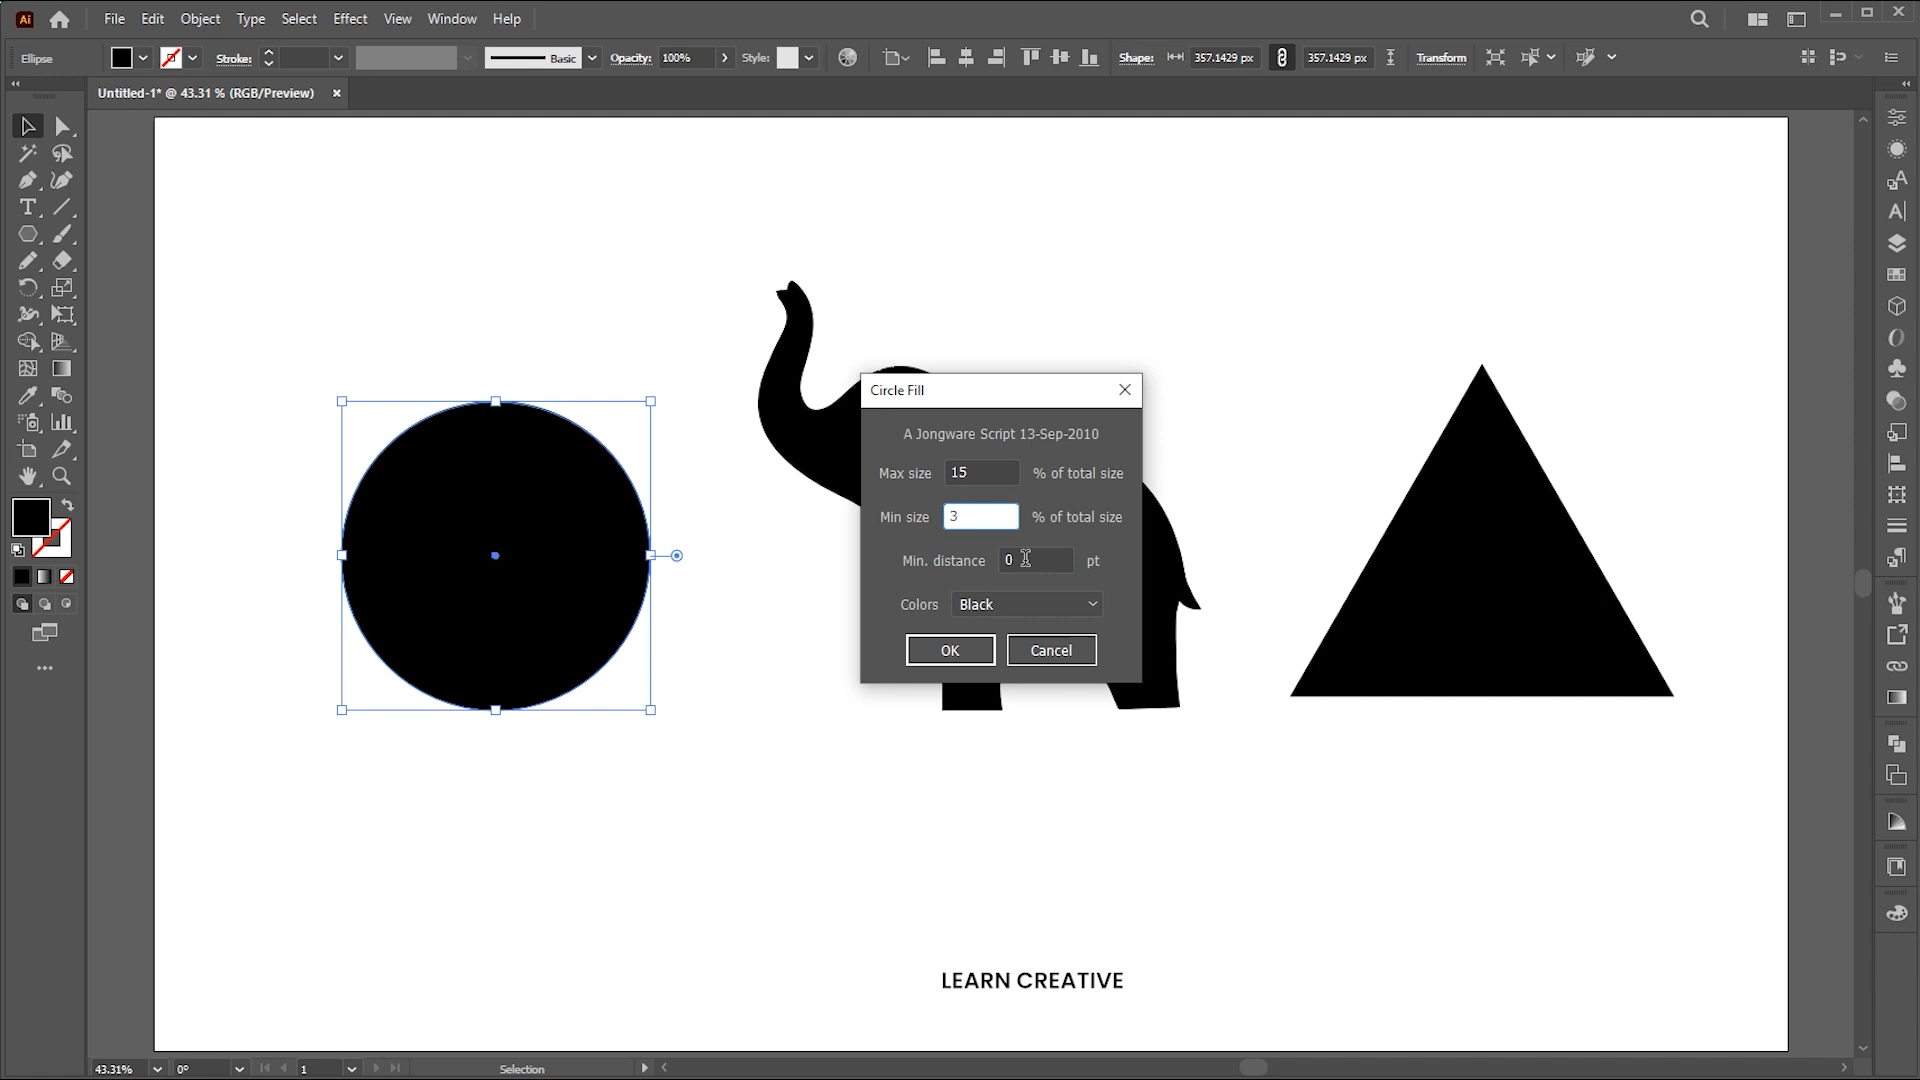 Ai File Edit Object Type Select Effect View Window Help
Ellipse Stroke: Basic Opacity: 100% Style: Shape: 357.1429 px 357.1429 px Transform
Untitled-1* @ 43.31 % (RGB/Preview)
Circle Fill
A Jongware Script 13-Sep-2010
Max size 15 % of total size
Min size 3 % of total size
Min. distance 0 pt
Colors Black
OK Cancel
LEARN CREATIVE
43.31% 0° 1 Selection